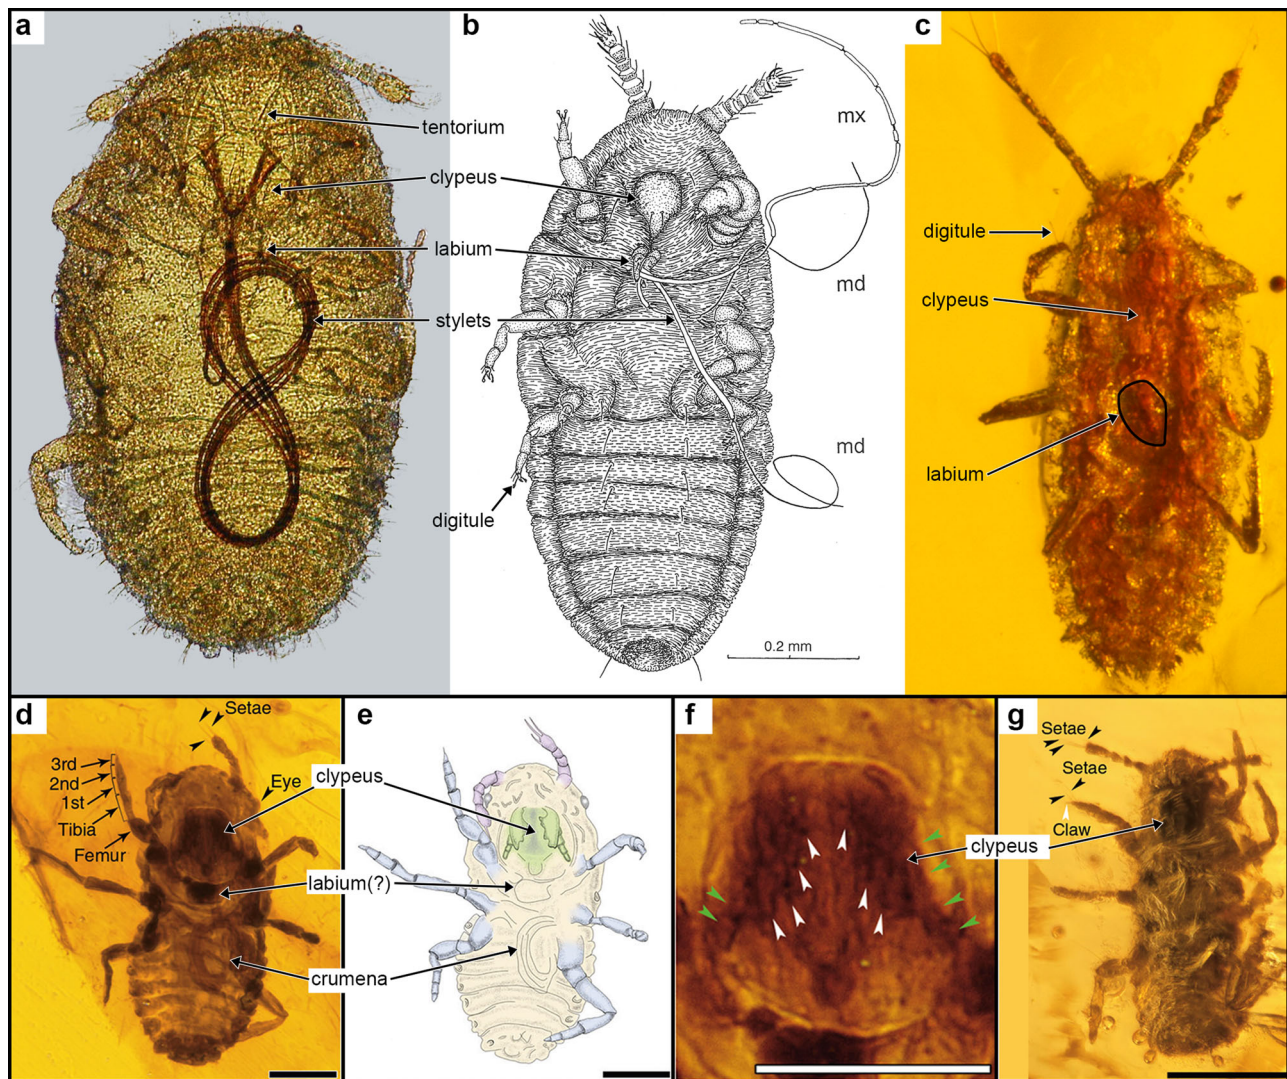 a
b
c
tentorium
clypeus
labium
stylets
digitule
mx
md
md
0.2 mm
digitule
clypeus
labium
d
Setae
3rd
2nd
1st
Tibia
Femur
Eye
e
clypeus
labium(?)
crumena
f
clypeus
g
Setae
Setae
Claw